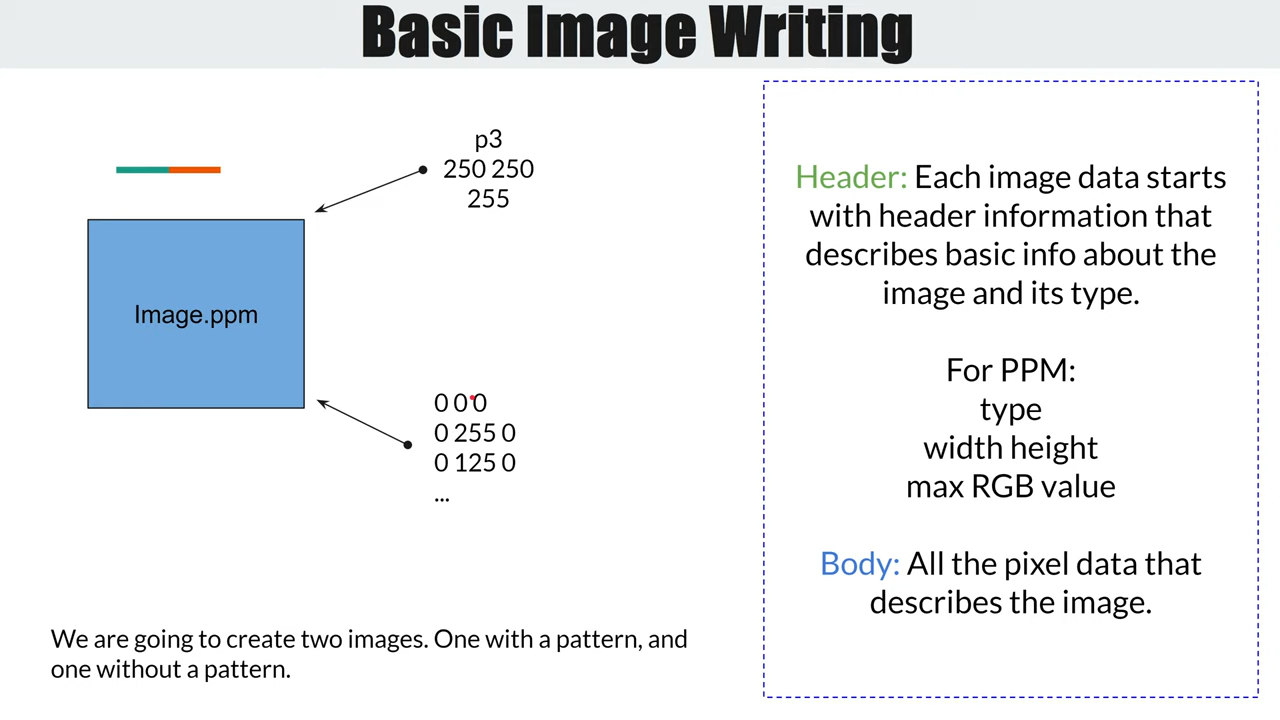 Basic Image Writing
p3
250 250
255
Image.ppm
0 0 0
0 255 0
0 125 0
...
We are going to create two images. One with a pattern, and
one without a pattern.
Header: Each image data starts
with header information that
describes basic info about the
image and its type.
For PPM:
type
width height
max RGB value
Body: All the pixel data that
describes the image.